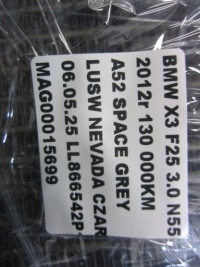 BMW X3 F25 3.0 N55
2012r 130 000KM
A52 SPACE GREY
LUSW NEVADA CZAR
06.05.25 LL866542P
MAG00015699